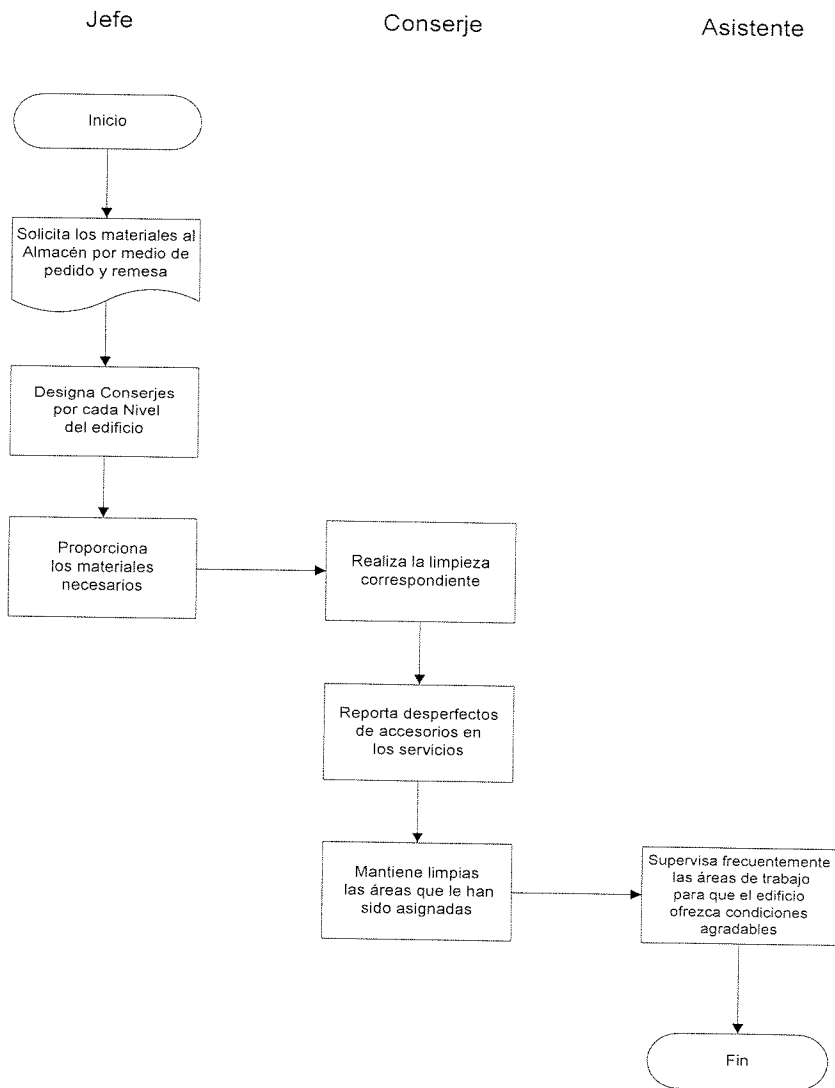 Jefe
Conserje
Asistente
Inicio
Solicita los materiales al
Almacén por medio de
pedido y remesa
Designa Conserjes
por cada Nivel
del edificio
Proporciona
los materiales
necesarios
Realiza la limpieza
correspondiente
Reporta desperfectos
de accesorios en
los servicios
Mantiene limpias
las áreas que le han
sido asignadas
Supervisa frecuentemente
las áreas de trabajo
para que el edificio
ofrezca condiciones
agradables
Fin